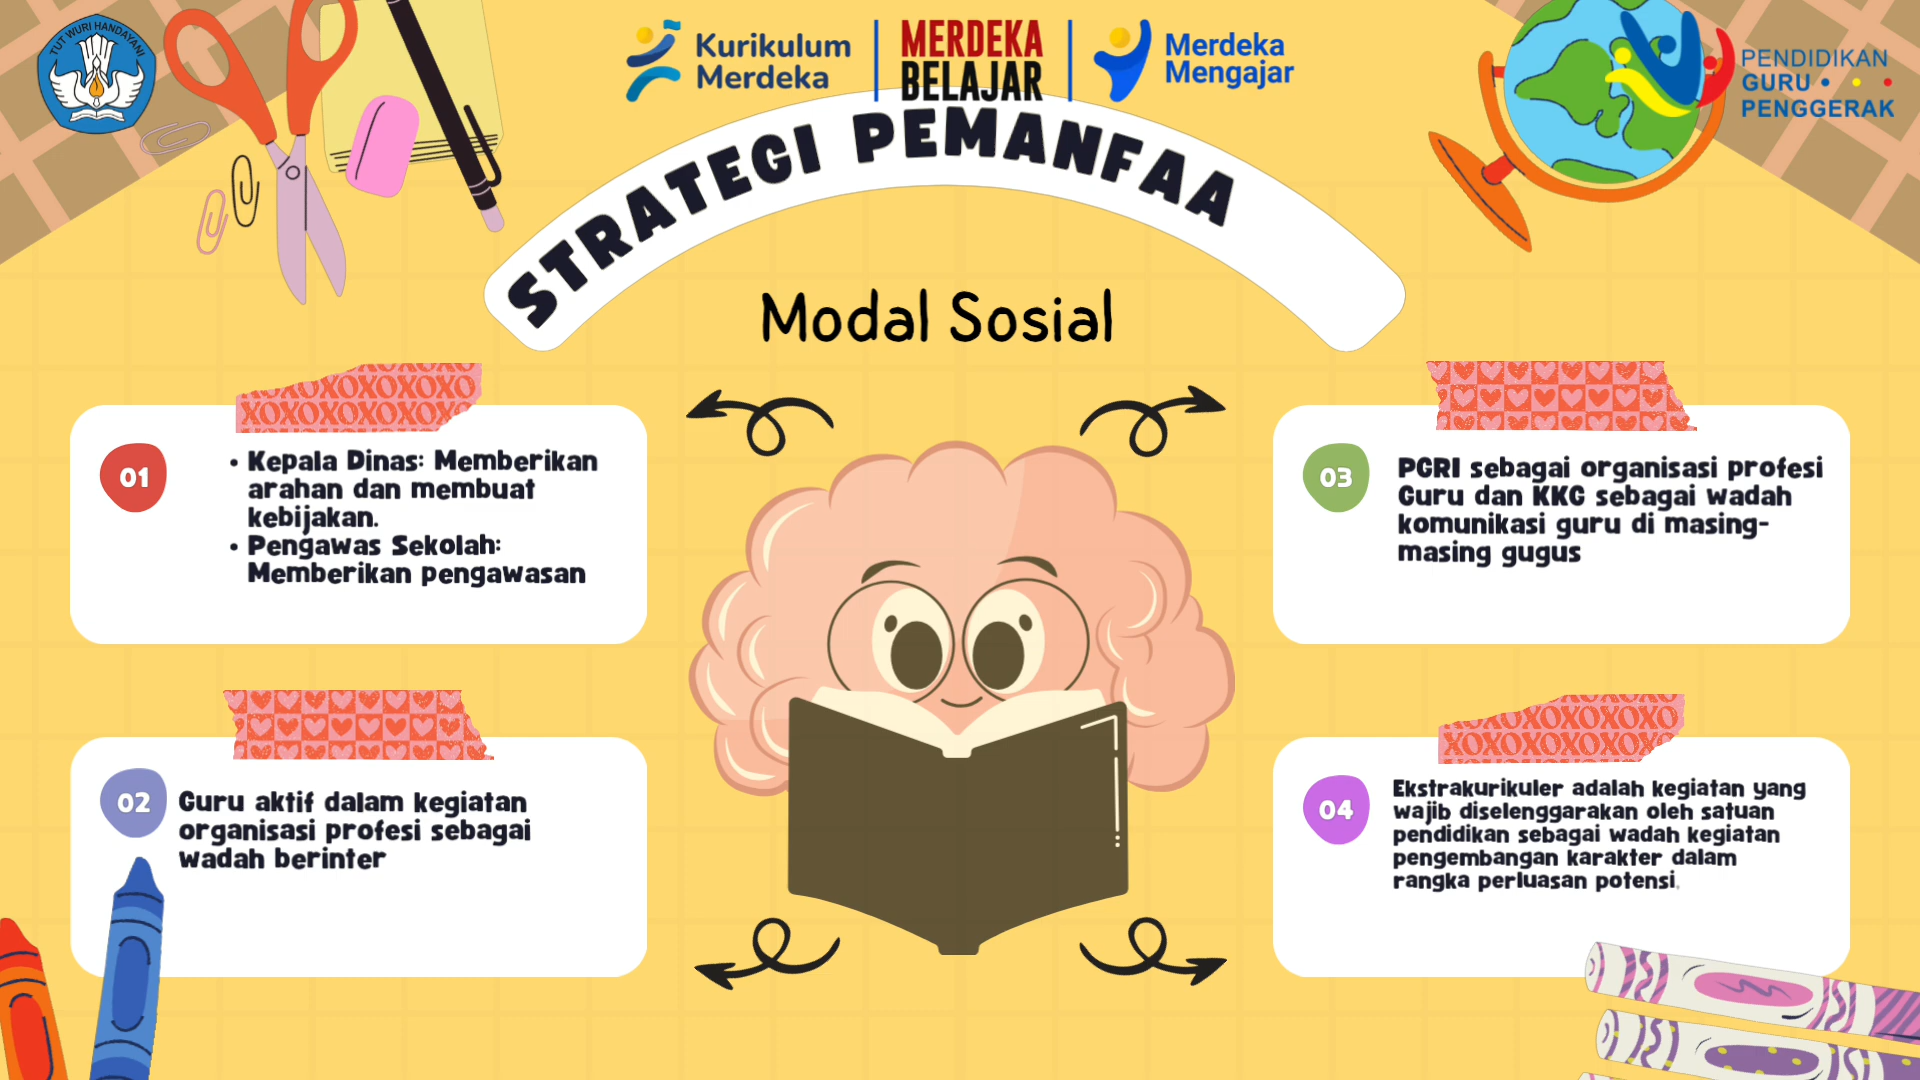 TUT WURI HANDAYANI
Kurikulum
Merdeka
MERDEKA
BELAJAR
Merdeka
Mengajar
PENDIDIKAN
GURU
PENGGERAK
STRATEGI PEMANFAA
Modal Sosial
XOXOXOXOXO
XOXOXOXOXOXO
01
• Kepala Dinas: Memberikan
arahan dan membuat
kebijakan.
• Pengawas Sekolah:
Memberikan pengawasan
02
Guru aktif dalam kegiatan
organisasi profesi sebagai
wadah berinter
03
PGRI sebagai organisasi profesi
Guru dan KKG sebagai wadah
komunikasi guru di masing-
masing gugus
XOXOXOXO
XOXOXOXOXO
04
Ekstrakurikuler adalah kegiatan yang
wajib diselenggarakan oleh satuan
pendidikan sebagai wadah kegiatan
pengembangan karakter dalam
rangka perluasan potensi.